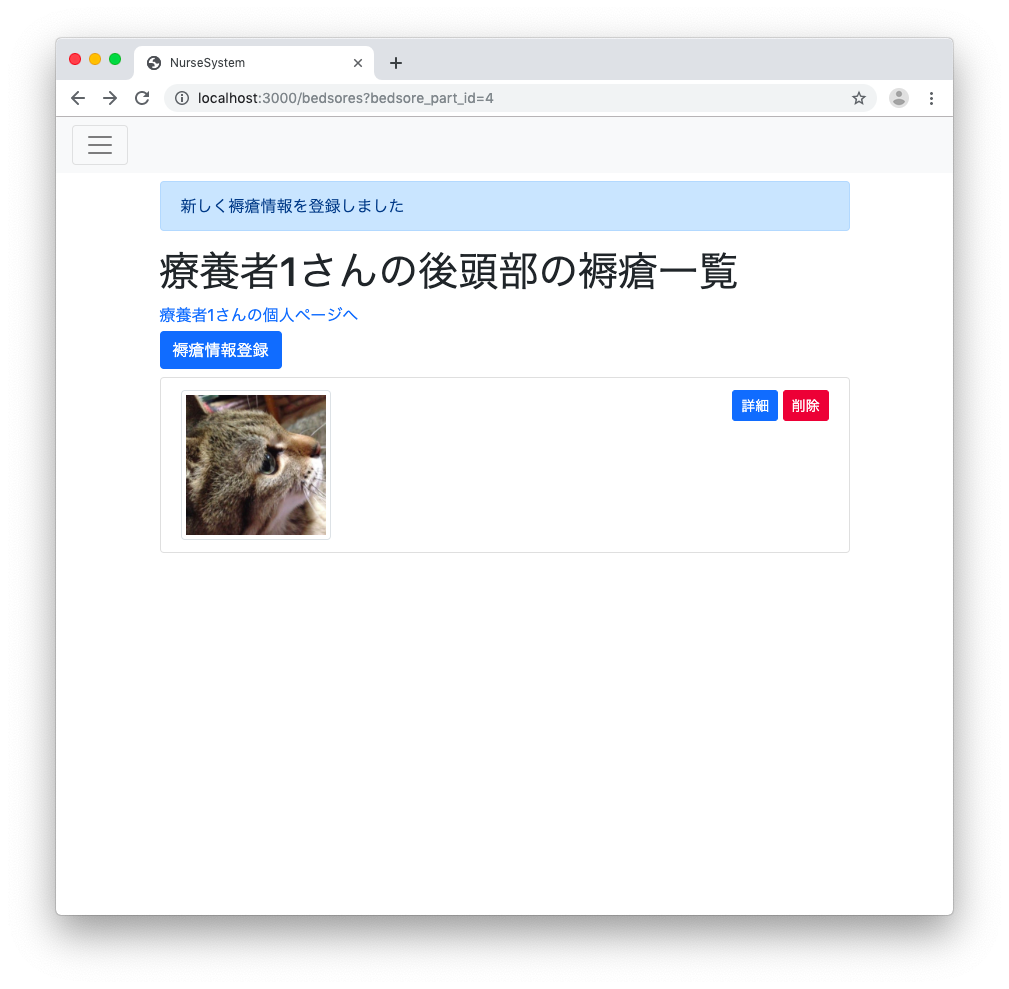 NurseSystem
localhost:3000/bedsores?bedsore_part_id=4
新しく褥瘡情報を登録しました
療養者1さんの後頭部の褥瘡一覧
療養者1さんの個人ページへ
褥瘡情報登録
詳細 削除